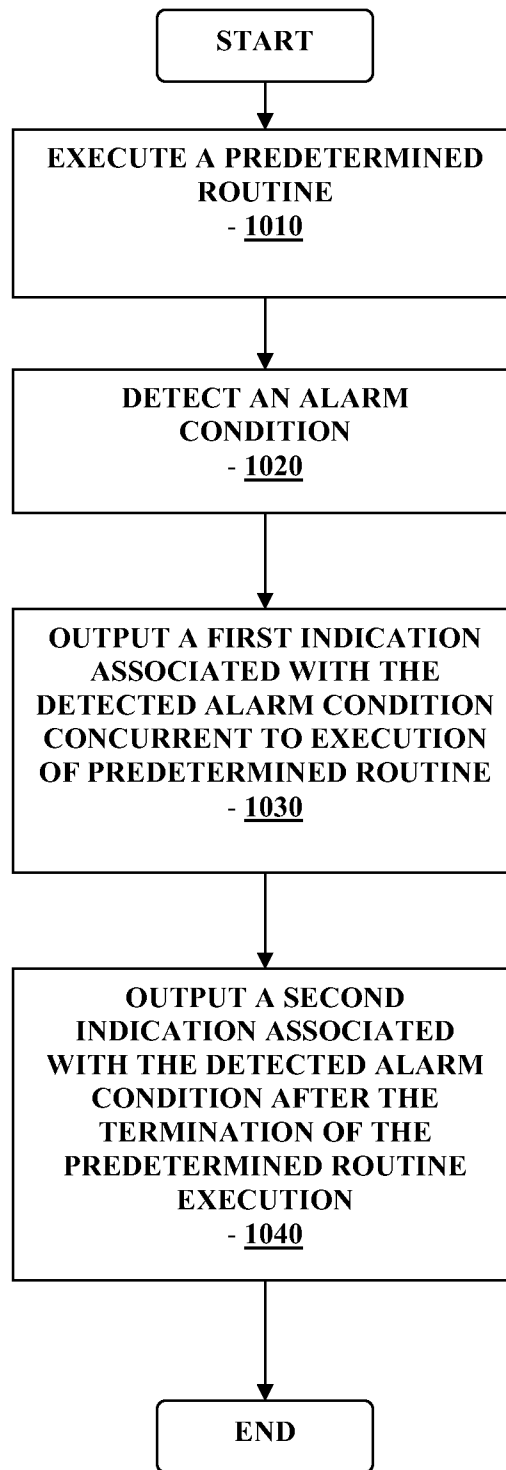 START
EXECUTE A PREDETERMINED
ROUTINE
- 1010
DETECT AN ALARM
CONDITION
- 1020
OUTPUT A FIRST INDICATION
ASSOCIATED WITH THE
DETECTED ALARM CONDITION
CONCURRENT TO EXECUTION
OF PREDETERMINED ROUTINE
- 1030
OUTPUT A SECOND
INDICATION ASSOCIATED
WITH THE DETECTED ALARM
CONDITION AFTER THE
TERMINATION OF THE
PREDETERMINED ROUTINE
EXECUTION
- 1040
END